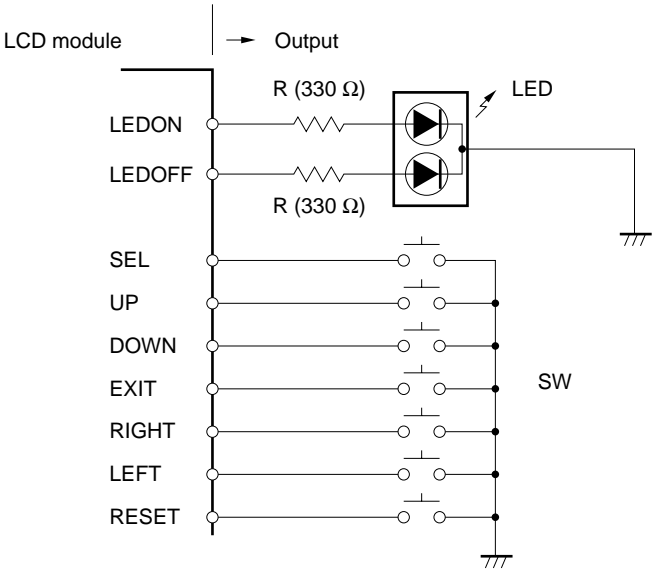 LCD module
Output
R (330 Ω)
LED
LEDON
LEDOFF
R (330 Ω)
SEL
UP
DOWN
EXIT
SW
RIGHT
LEFT
RESET